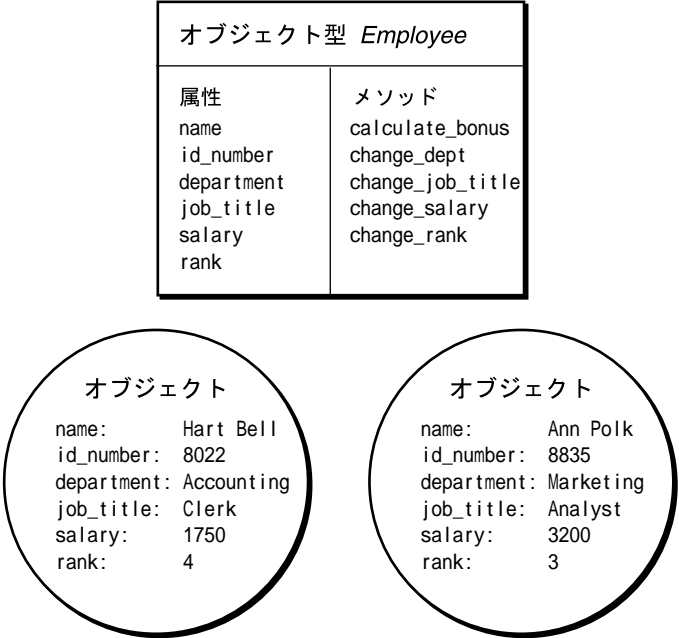 オブジェクト型 Employee
属性
name
id_number
department
job_title
salary
rank
メソッド
calculate_bonus
change_dept
change_job_title
change_salary
change_rank
オブジェクト
name: Hart Bell
id_number: 8022
department: Accounting
job_title: Clerk
salary: 1750
rank: 4
オブジェクト
name: Ann Polk
id_number: 8835
department: Marketing
job_title: Analyst
salary: 3200
rank: 3